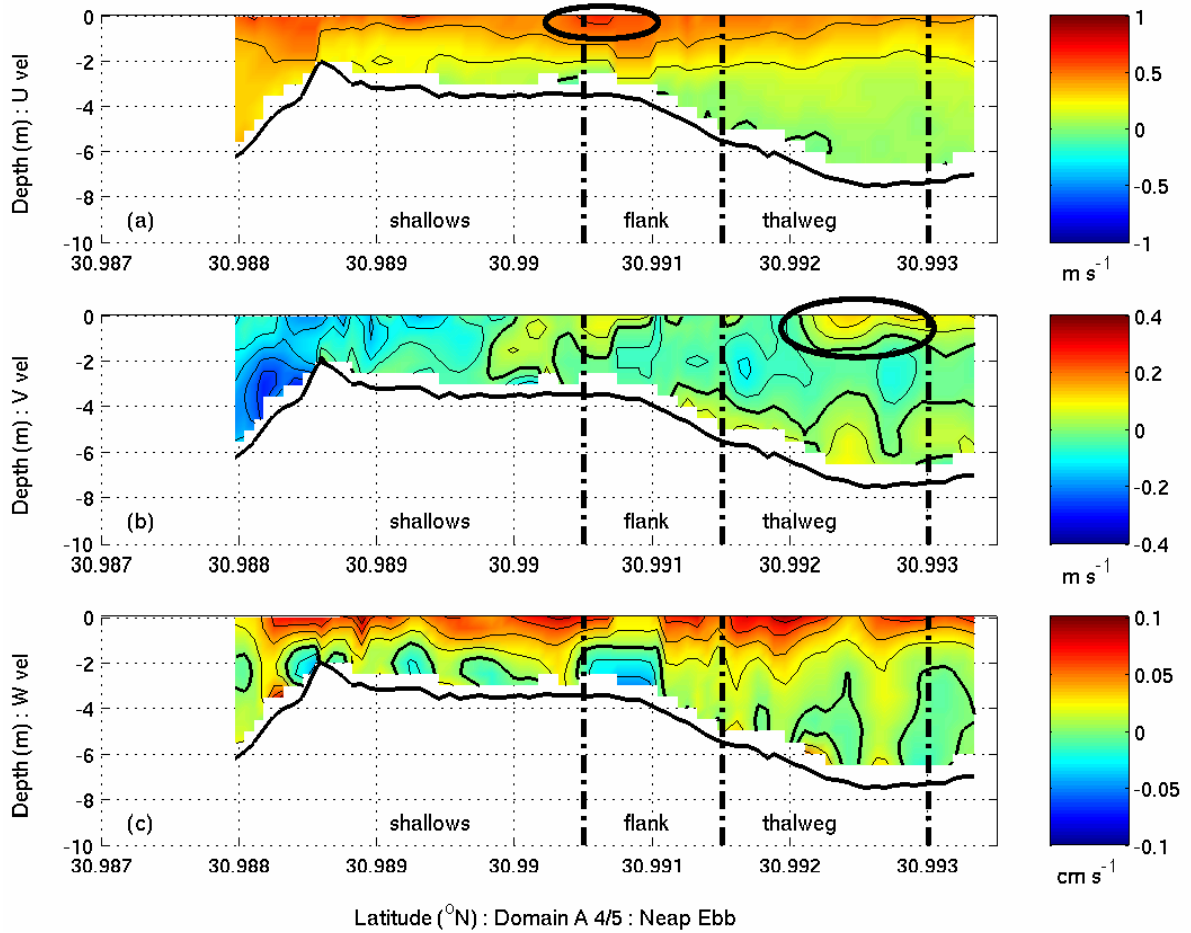 Depth (m) : U vel
0
-2
-4
-6
-8
-10
(a)
shallows
flank
thalweg
30.987
30.988
30.989
30.99
30.991
30.992
30.993
1
0.5
0
-0.5
-1
m s⁻¹
Depth (m) : V vel
0
-2
-4
-6
-8
-10
(b)
shallows
flank
thalweg
30.987
30.988
30.989
30.99
30.991
30.992
30.993
0.4
0.2
0
-0.2
-0.4
m s⁻¹
Depth (m) : W vel
0
-2
-4
-6
-8
-10
(c)
shallows
flank
thalweg
30.987
30.988
30.989
30.99
30.991
30.992
30.993
0.1
0.05
0
-0.05
-0.1
cm s⁻¹
Latitude (ᴼN) : Domain A 4/5 : Neap Ebb